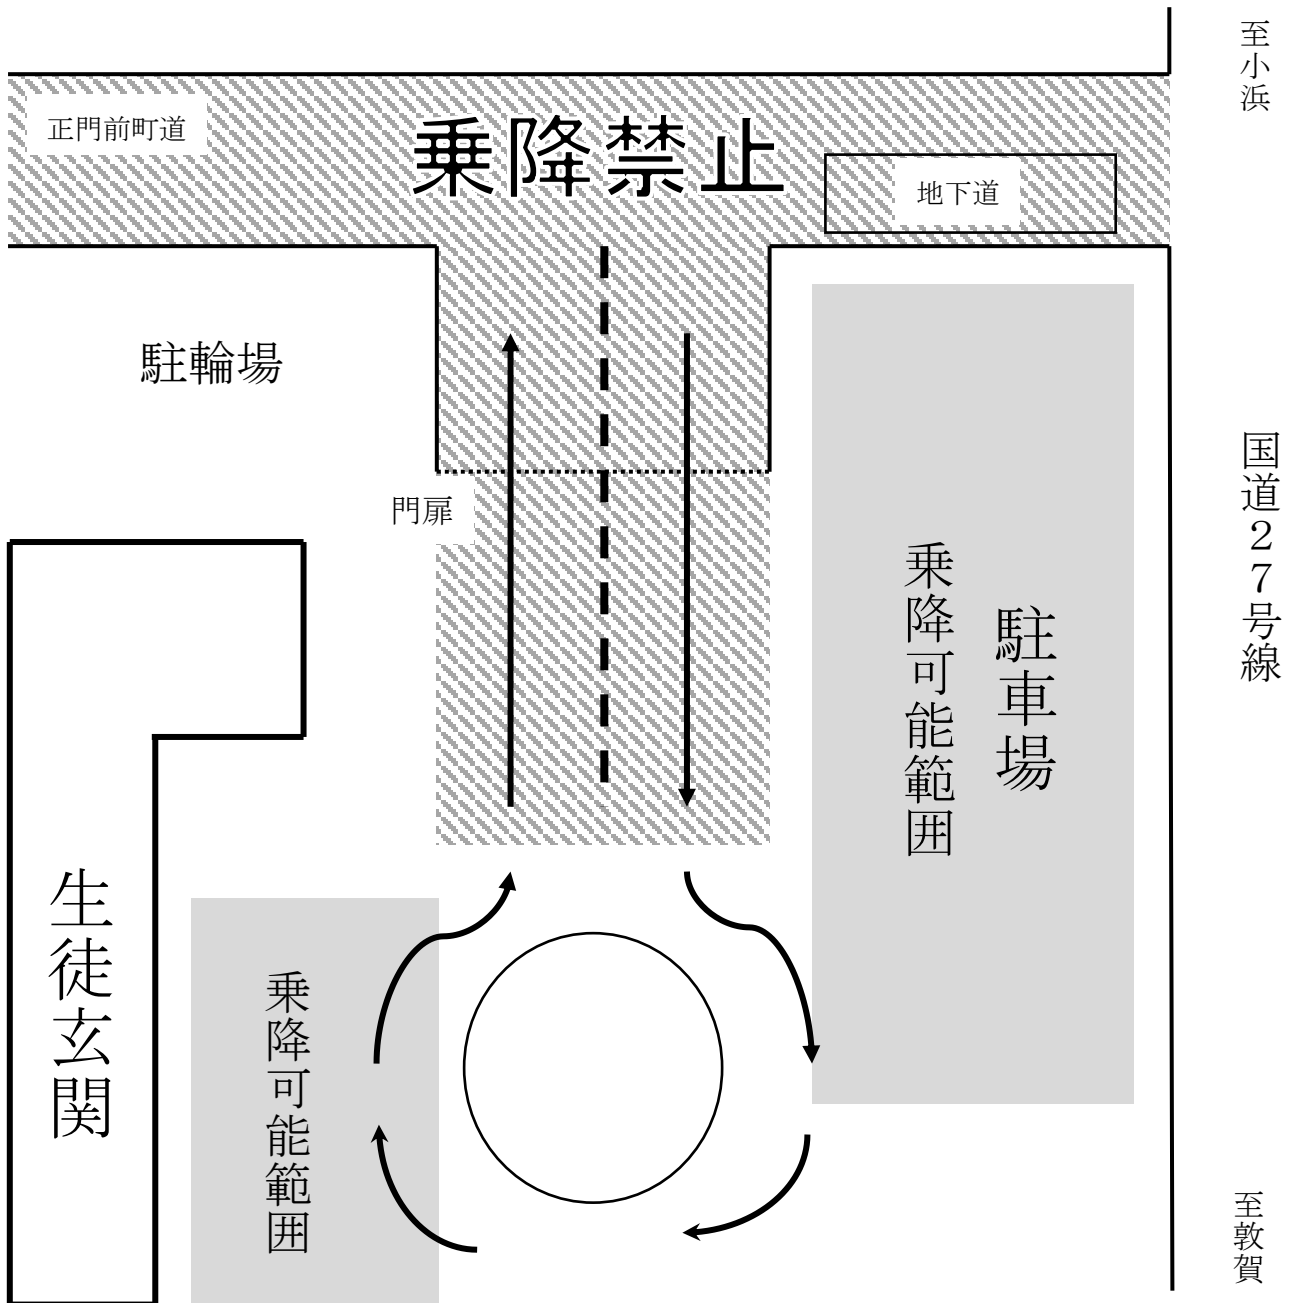 至小浜
正門前町道
乗降禁止
地下道
駐輪場
門扉
国道２７号線
駐車場
乗降可能範囲
生徒玄関
乗降可能範囲
至敦賀